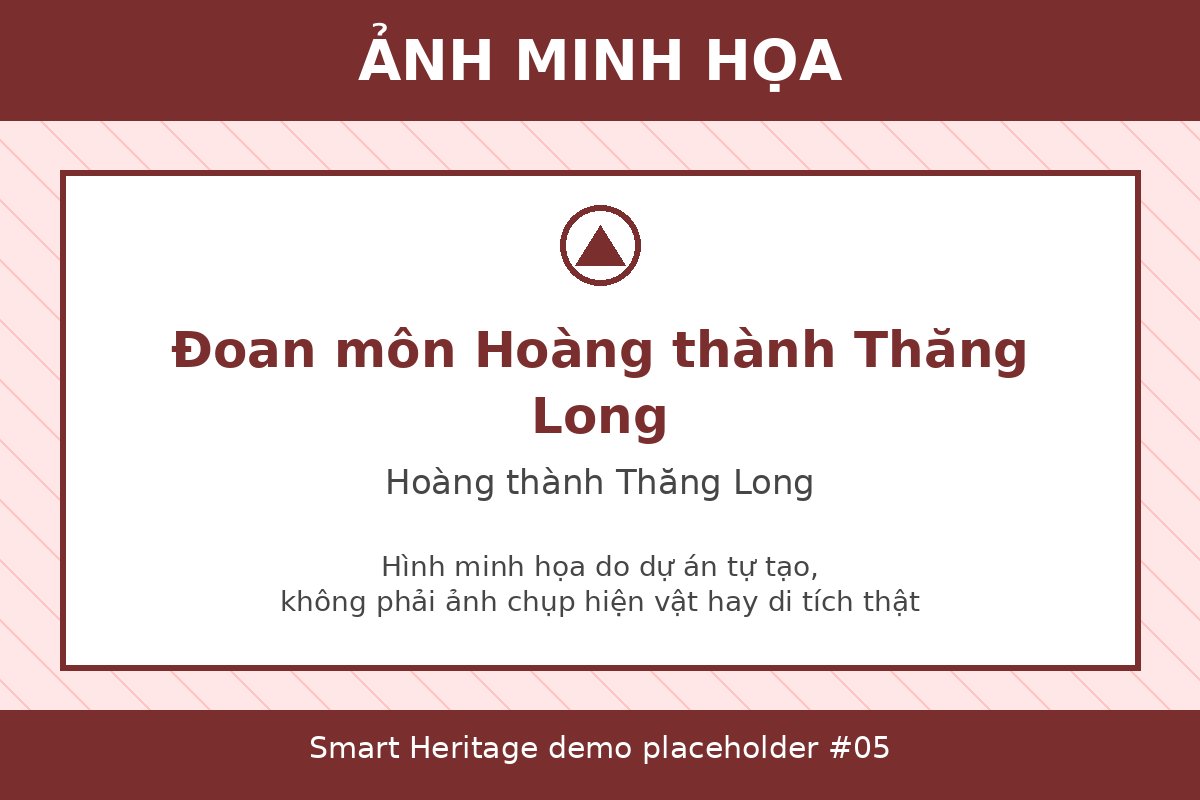 ẢNH MINH HỌA
Đoan môn Hoàng thành Thăng
Long
Hoàng thành Thăng Long
Hình minh họa do dự án tự tạo,
không phải ảnh chụp hiện vật hay di tích thật
Smart Heritage demo placeholder #05